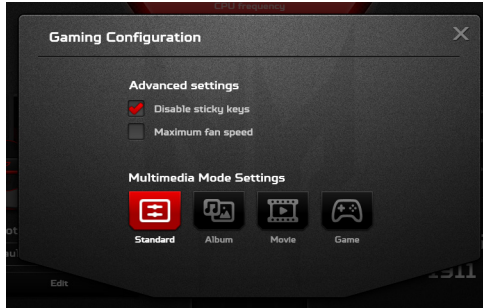 CPU frequency
Gaming Configuration
Advanced settings
Disable sticky keys
Maximum fan speed
Multimedia Mode Settings
Standard Album Movie Game
Edit